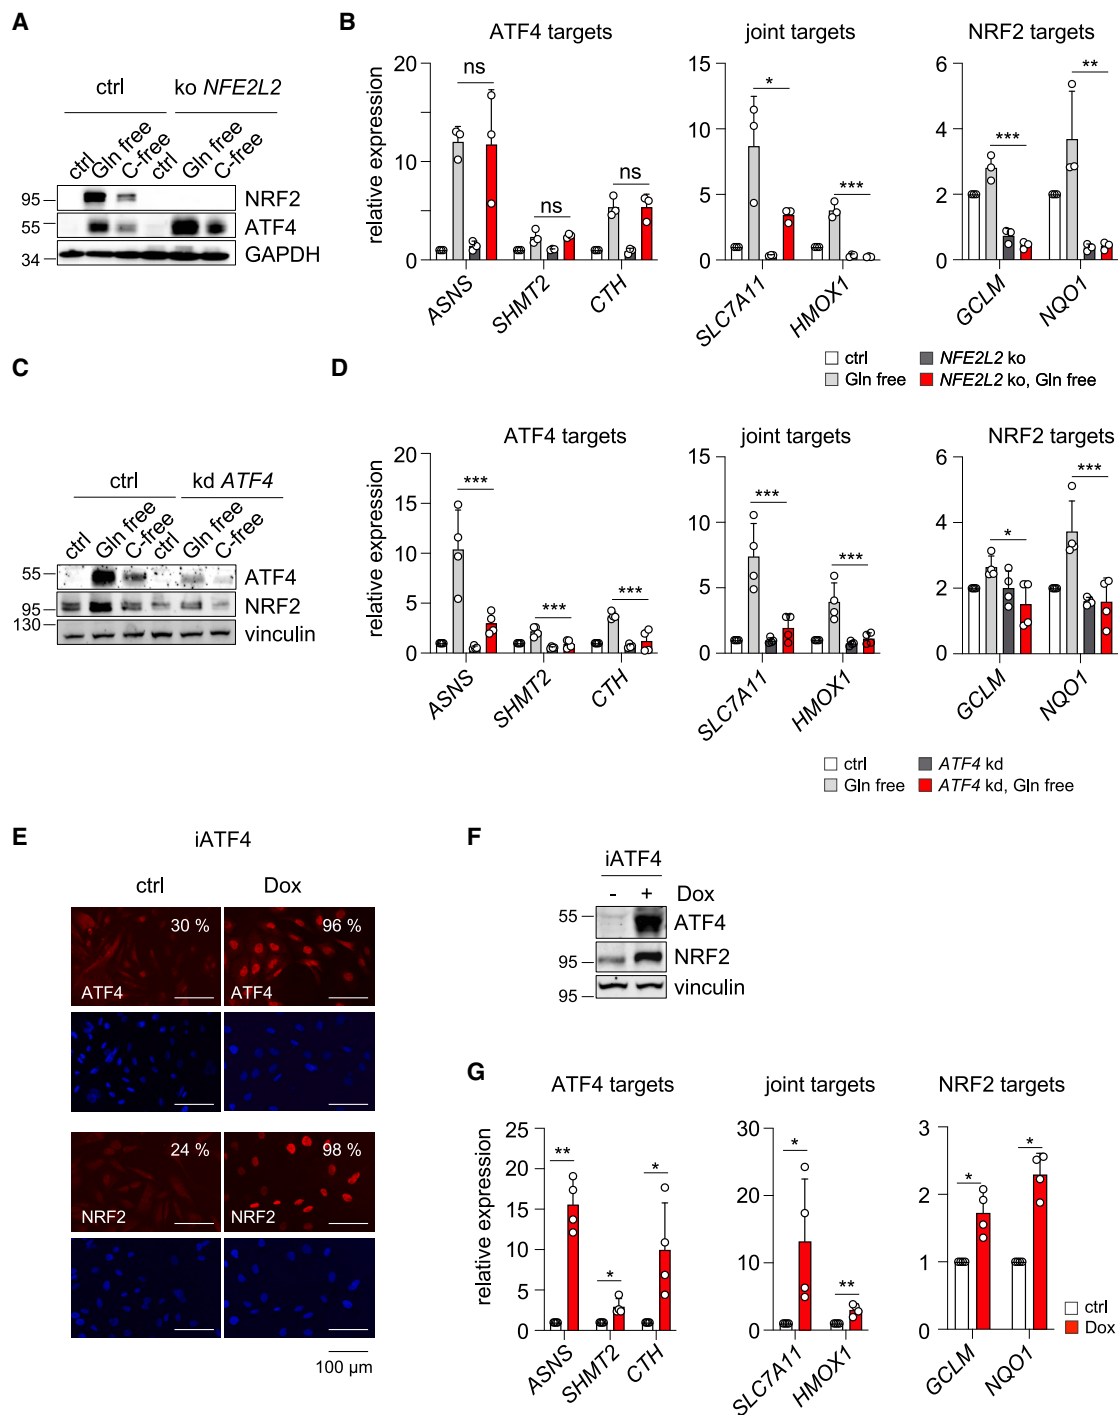 A
ctrl
ko NFE2L2
ctrl
Gln free
C-free
ctrl
Gln free
C-free
95
NRF2
55
ATF4
34
GAPDH
B
ATF4 targets
joint targets
NRF2 targets
relative expression
20
15
10
5
0
ns
ns
ns
ASNS
SHMT2
CTH
15
10
5
0
*
***
SLC7A11
HMOX1
6
4
2
0
***
**
GCLM
NQO1
ctrl
NFE2L2 ko
Gln free
NFE2L2 ko, Gln free
C
ctrl
kd ATF4
ctrl
Gln free
C-free
ctrl
Gln free
C-free
55
ATF4
95
NRF2
130
vinculin
D
ATF4 targets
joint targets
NRF2 targets
relative expression
20
15
10
5
0
***
***
***
ASNS
SHMT2
CTH
15
10
5
0
***
***
SLC7A11
HMOX1
6
4
2
0
*
***
GCLM
NQO1
ctrl
ATF4 kd
Gln free
ATF4 kd, Gln free
E
iATF4
ctrl
Dox
30 %
96 %
ATF4
ATF4
24 %
98 %
NRF2
NRF2
100 µm
F
iATF4
- + Dox
55
ATF4
95
NRF2
95
vinculin
G
ATF4 targets
joint targets
NRF2 targets
relative expression
25
20
15
10
5
0
**
*
*
ASNS
SHMT2
CTH
30
20
10
0
*
**
SLC7A11
HMOX1
3
2
1
0
*
*
GCLM
NQO1
ctrl
Dox